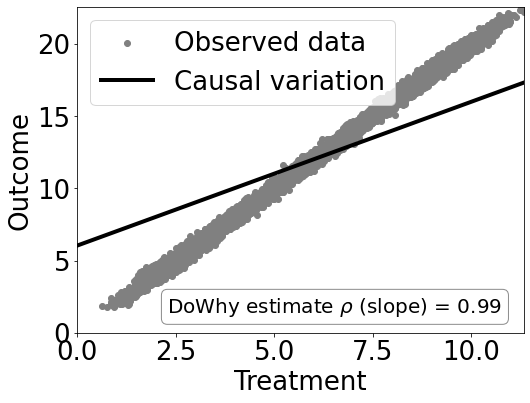 Observed data
Causal variation
20
15
10
5
0
Outcome
DoWhy estimate ρ (slope) = 0.99
0.0 2.5 5.0 7.5 10.0
Treatment